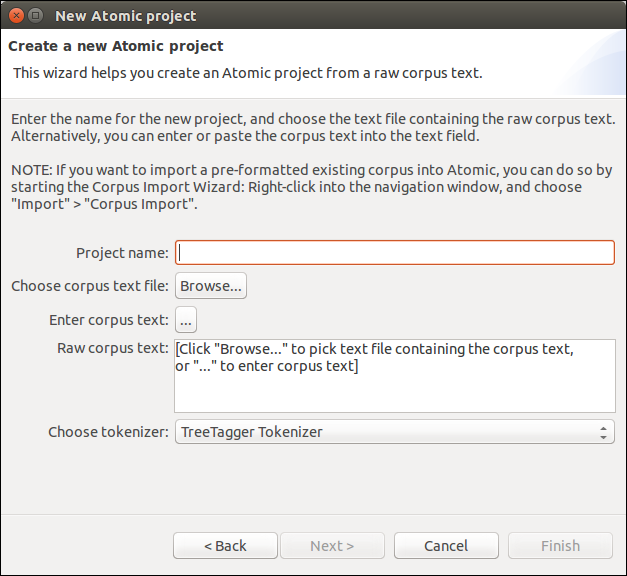 New Atomic project
Create a new Atomic project
This wizard helps you create an Atomic project from a raw corpus text.
Enter the name for the new project, and choose the text file containing the raw corpus text.
Alternatively, you can enter or paste the corpus text into the text field.
NOTE: If you want to import a pre-formatted existing corpus into Atomic, you can do so by
starting the Corpus Import Wizard: Right-click into the navigation window, and choose
"Import" > "Corpus Import".
Project name:
Choose corpus text file: Browse...
Enter corpus text: ...
Raw corpus text: [Click "Browse..." to pick text file containing the corpus text,
or "..." to enter corpus text]
Choose tokenizer: TreeTagger Tokenizer
< Back Next > Cancel Finish